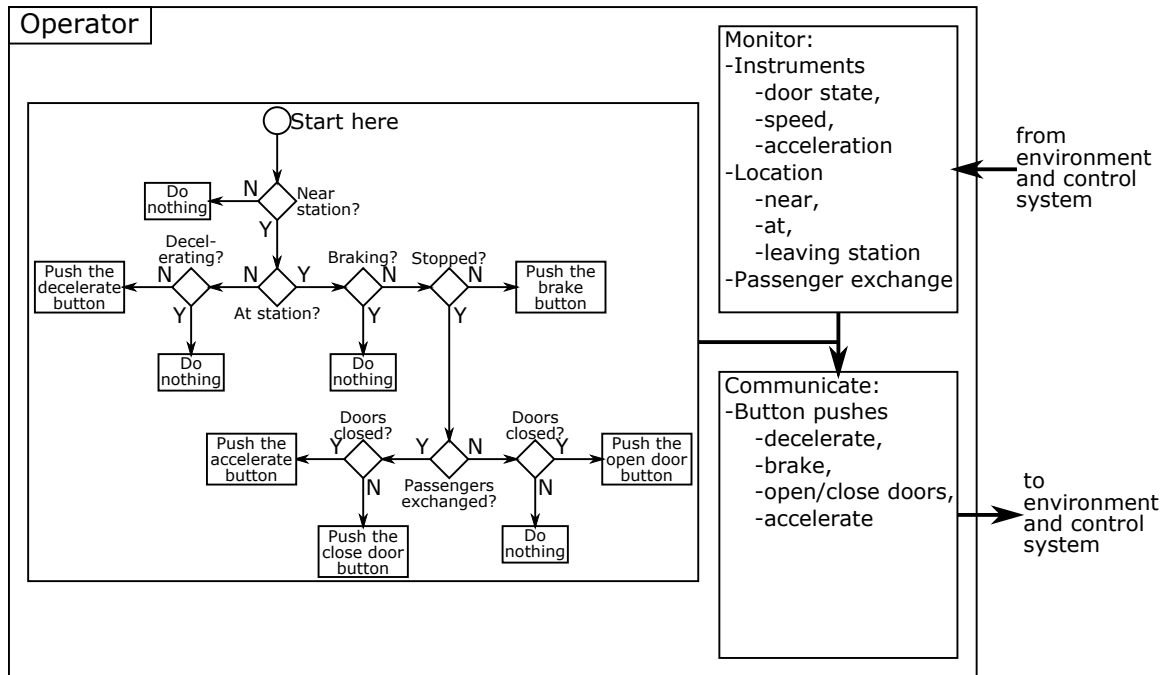 Operator
Start here
N
Near
station?
Do
nothing
Y
Decel-
erating?
Braking?
Stopped?
Push the
decelerate
button
N
N
Y
N
N
Push the
brake
button
Y
At station?
Y
Y
Do
nothing
Do
nothing
Doors
closed?
Doors
closed?
Push the
accelerate
button
Y
Y
N
Y
Push the
open door
button
N
Passengers
exchanged?
N
Push the
close door
button
Do
nothing
Monitor:
-Instruments
-door state,
-speed,
-acceleration
-Location
-near,
-at,
-leaving station
-Passenger exchange
from
environment
and control
system
Communicate:
-Button pushes
-decelerate,
-brake,
-open/close doors,
-accelerate
to
environment
and control
system